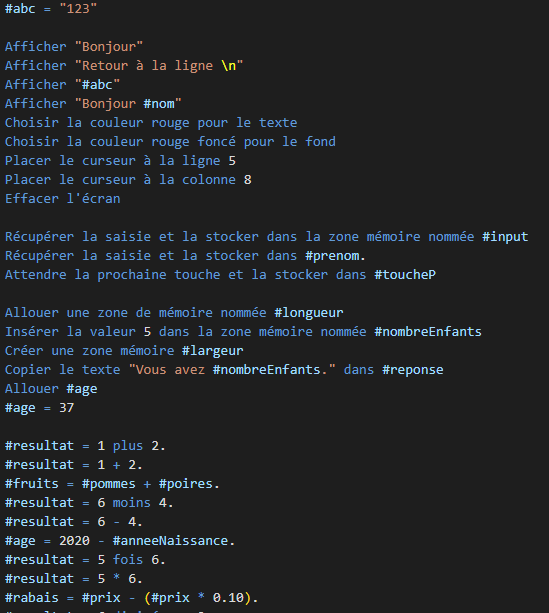 #abc = "123"
Afficher "Bonjour"
Afficher "Retour à la ligne \n"
Afficher "#abc"
Afficher "Bonjour #nom"
Choisir la couleur rouge pour le texte
Choisir la couleur rouge foncé pour le fond
Placer le curseur à la ligne 5
Placer le curseur à la colonne 8
Effacer l'écran
Récupérer la saisie et la stocker dans la zone mémoire nommée #input
Récupérer la saisie et la stocker dans #prenom.
Attendre la prochaine touche et la stocker dans #toucheP
Allouer une zone de mémoire nommée #longueur
Insérer la valeur 5 dans la zone mémoire nommée #nombreEnfants
Créer une zone mémoire #largeur
Copier le texte "Vous avez #nombreEnfants." dans #reponse
Allouer #age
#age = 37
#resultat = 1 plus 2.
#resultat = 1 + 2.
#fruits = #pommes + #poires.
#resultat = 6 moins 4.
#resultat = 6 - 4.
#age = 2020 - #anneeNaissance.
#resultat = 5 fois 6.
#resultat = 5 * 6.
#rabais = #prix - (#prix * 0.10).